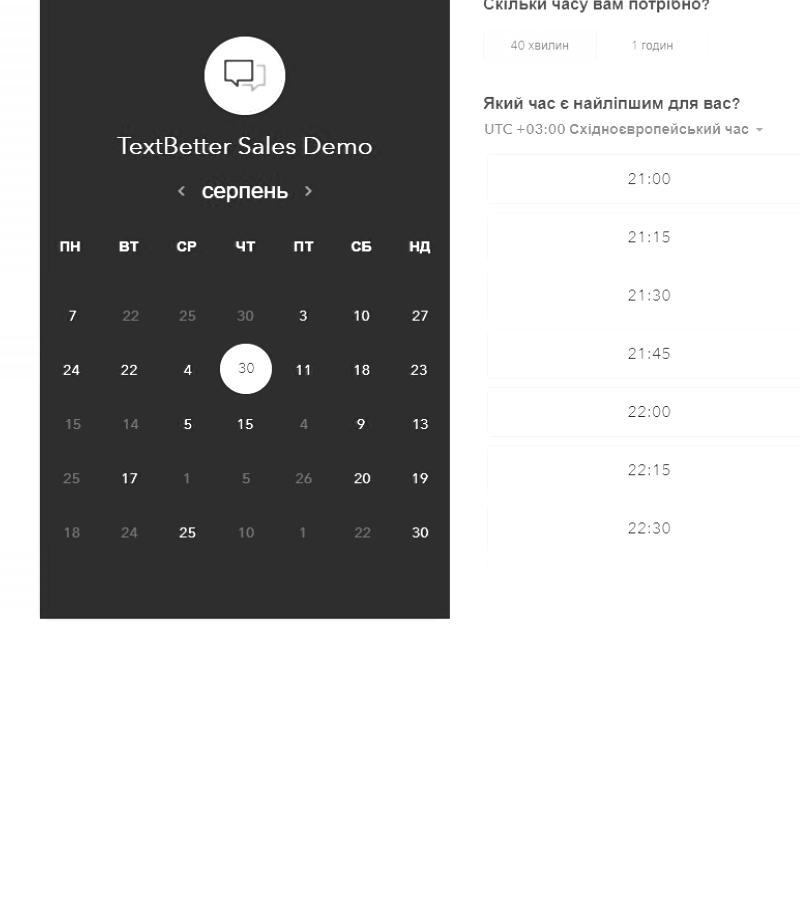 TextBetter Sales Demo
серпень
ПН ВТ СР ЧТ ПТ СБ НД
7 22 25 30 3 10 27
24 22 4 30 11 18 23
15 14 5 15 4 9 13
25 17 1 5 26 20 19
18 24 25 10 1 22 30
Скільки часу вам потрібно?
40 хвилин 1 годин
Який час є найліпшим для вас?
UTC +03:00 Східноєвропейський час
21:00
21:15
21:30
21:45
22:00
22:15
22:30